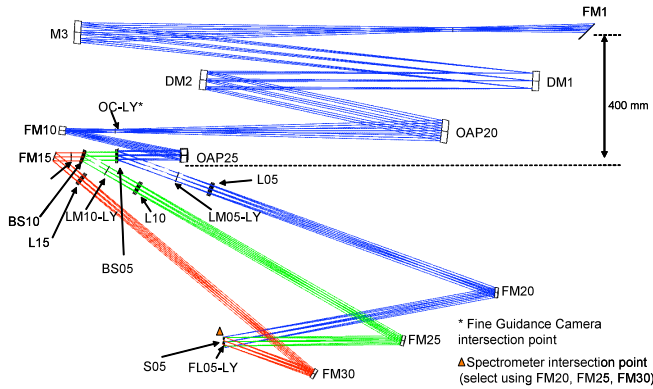 FM1
M3
DM2
DM1
400 mm
OC-LY*
FM10
OAP20
FM15
OAP25
L05
BS10
LM10-LY
L10
LM05-LY
L15
BS05
FM20
* Fine Guidance Camera
intersection point
FM25
S05
FL05-LY
FM30
Spectrometer intersection point
(select using FM20, FM25, FM30)